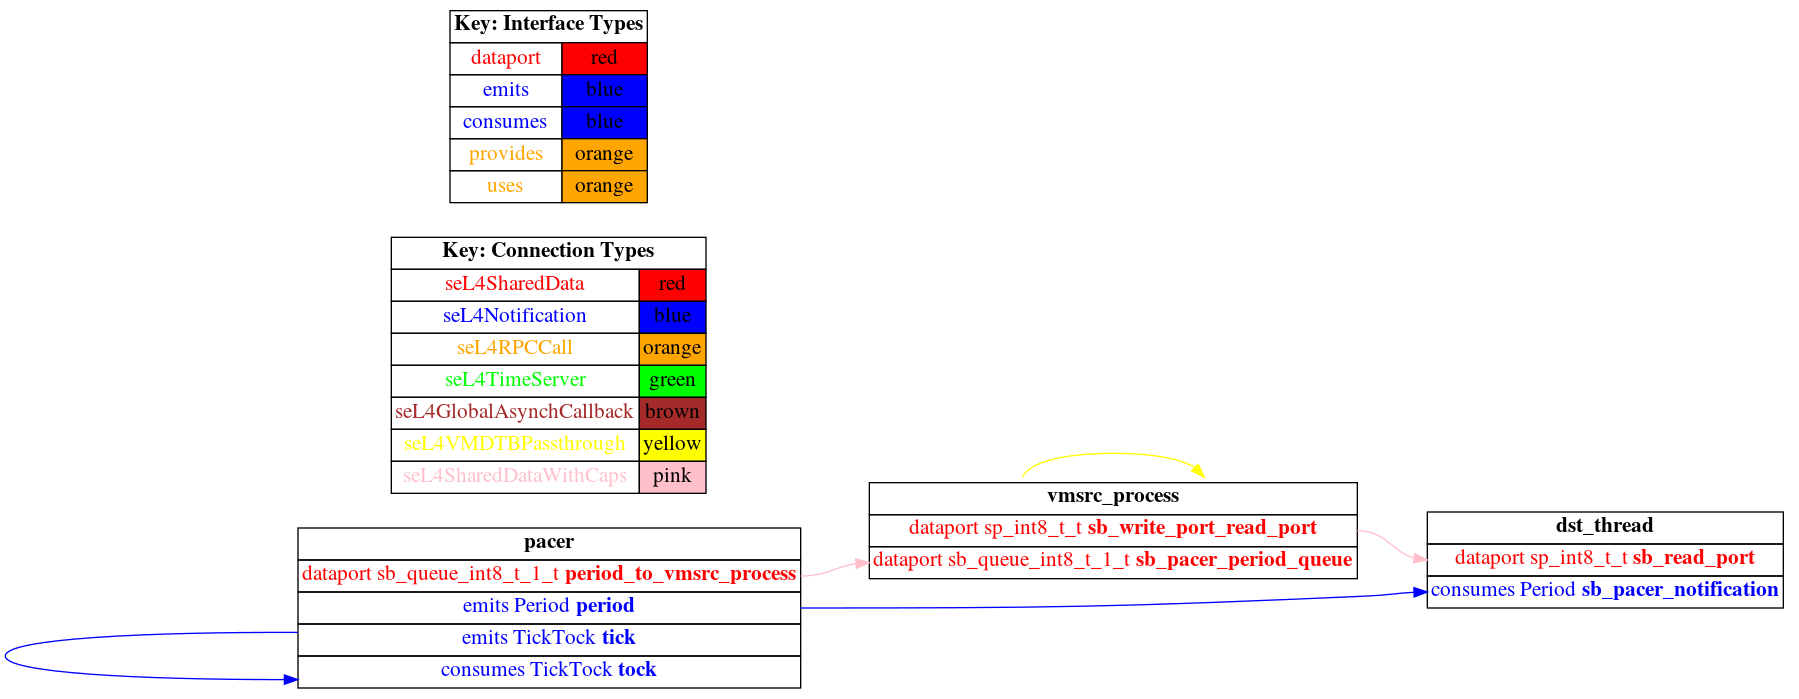 Key: Interface Types
dataport red
emits blue
consumes blue
provides orange
uses orange
Key: Connection Types
seL4SharedData red
seL4Notification blue
seL4RPCCall orange
seL4TimeServer green
seL4GlobalAsynchCallback brown
seL4VMDTBPassthrough yellow
seL4SharedDataWithCaps pink
pacer
dataport sb_queue_int8_t_1_t period_to_vmsrc_process
emits Period period
emits TickTock tick
consumes TickTock tock
vmsrc_process
dataport sp_int8_t_t sb_write_port_read_port
dataport sb_queue_int8_t_1_t sb_pacer_period_queue
dst_thread
dataport sp_int8_t_t sb_read_port
consumes Period sb_pacer_notification